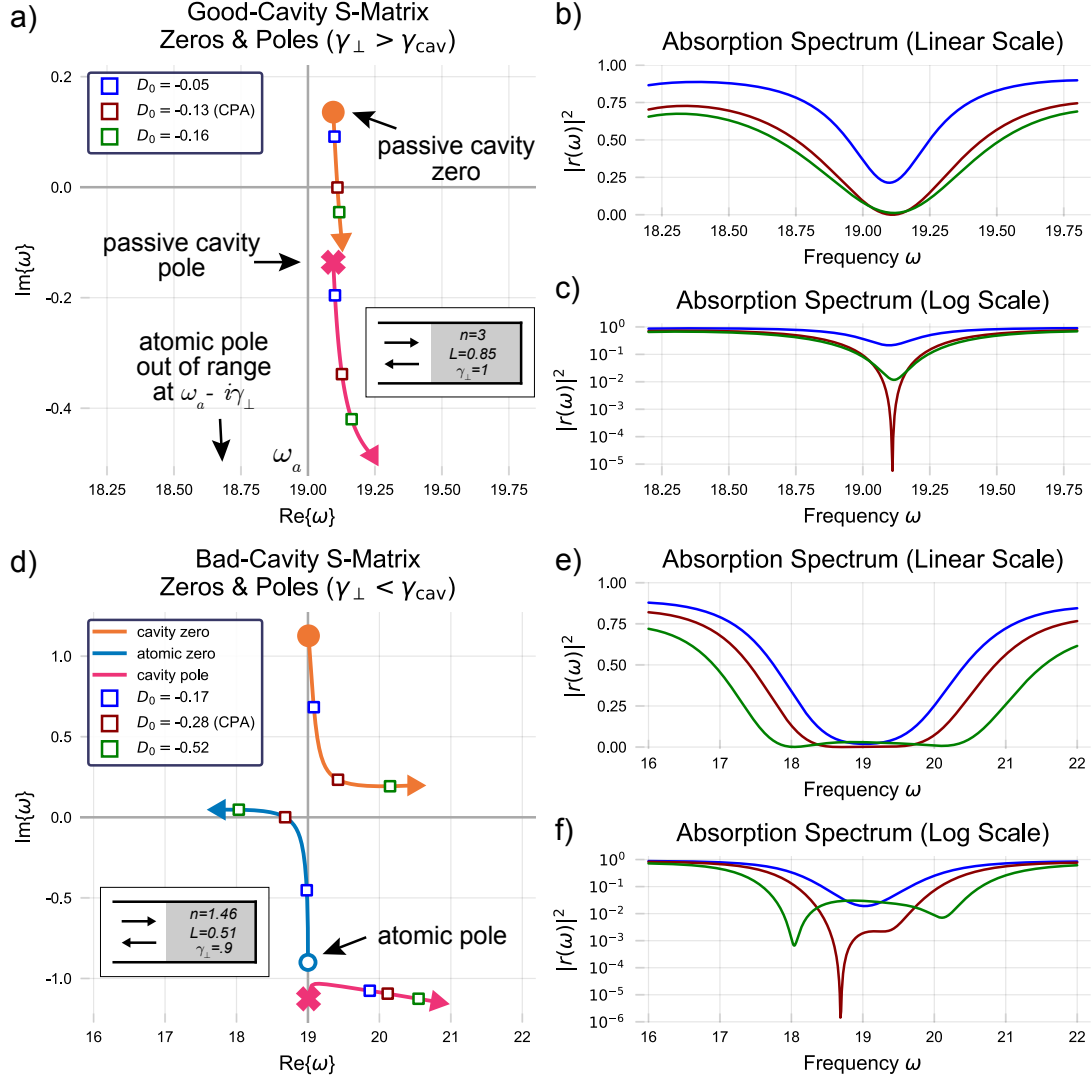 a)
Good-Cavity S-Matrix
Zeros & Poles (γ⊥ > γcav)
D₀ = -0.05
D₀ = -0.13 (CPA)
D₀ = -0.16
passive cavity
zero
passive cavity
pole
atomic pole
out of range
at ωₐ- iγ⊥
ωₐ
n=3
L=0.85
γ⊥=1
0.2
0.0
-0.2
-0.4
Im{ω}
18.25
18.50
18.75
19.00
19.25
19.50
19.75
Re{ω}
b)
Absorption Spectrum (Linear Scale)
|r(ω)|²
1.00
0.75
0.50
0.25
0.00
18.25
18.50
18.75
19.00
19.25
19.50
19.75
Frequency ω
c)
Absorption Spectrum (Log Scale)
|r(ω)|²
10⁰
10⁻¹
10⁻²
10⁻³
10⁻⁴
10⁻⁵
18.25
18.50
18.75
19.00
19.25
19.50
19.75
Frequency ω
d)
Bad-Cavity S-Matrix
Zeros & Poles (γ⊥ < γcav)
cavity zero
atomic zero
cavity pole
D₀ = -0.17
D₀ = -0.28 (CPA)
D₀ = -0.52
n=1.46
L=0.51
γ⊥=.9
atomic pole
1.0
0.5
0.0
-0.5
-1.0
Im{ω}
16
17
18
19
20
21
22
Re{ω}
e)
Absorption Spectrum (Linear Scale)
|r(ω)|²
1.00
0.75
0.50
0.25
0.00
16
17
18
19
20
21
22
Frequency ω
f)
Absorption Spectrum (Log Scale)
|r(ω)|²
10⁰
10⁻¹
10⁻²
10⁻³
10⁻⁴
10⁻⁵
10⁻⁶
16
17
18
19
20
21
22
Frequency ω